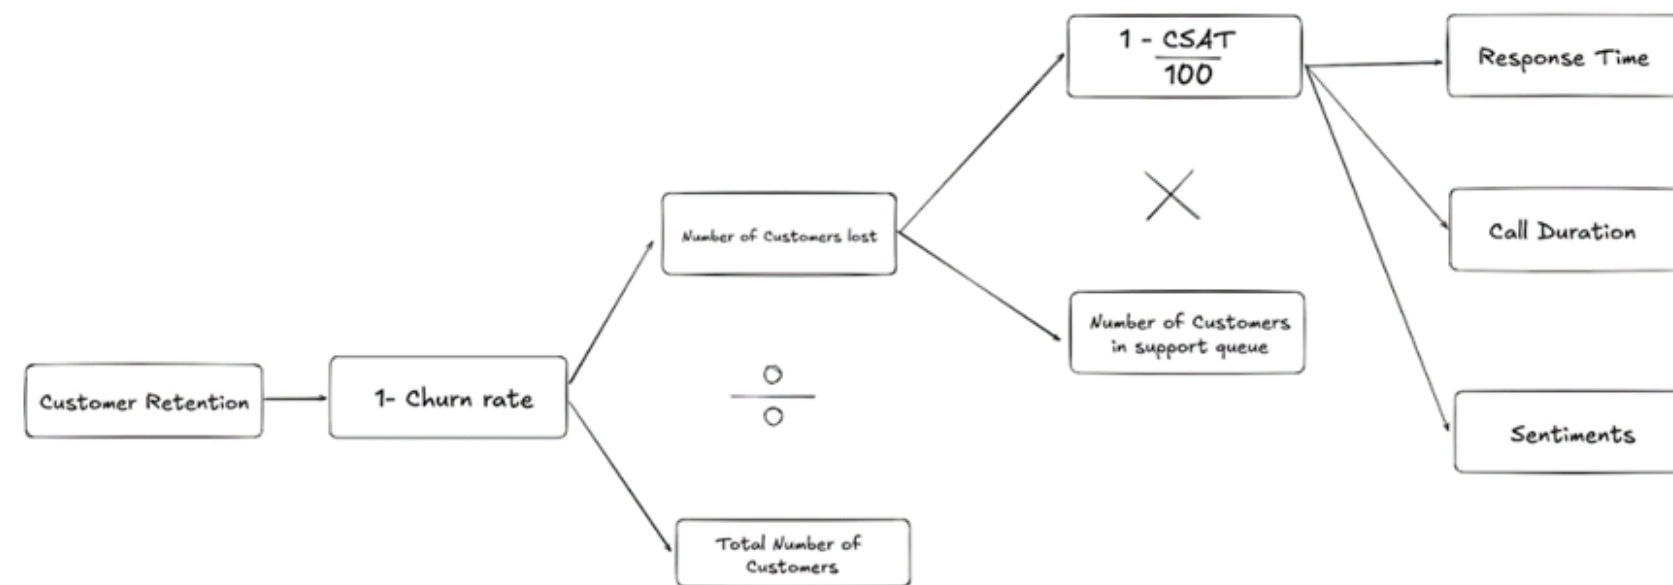 Customer Retention
1- Churn rate
Number of Customers lost
Total Number of
Customers
1 - CSAT
100
Number of Customers
in support queue
Response Time
Call Duration
Sentiments